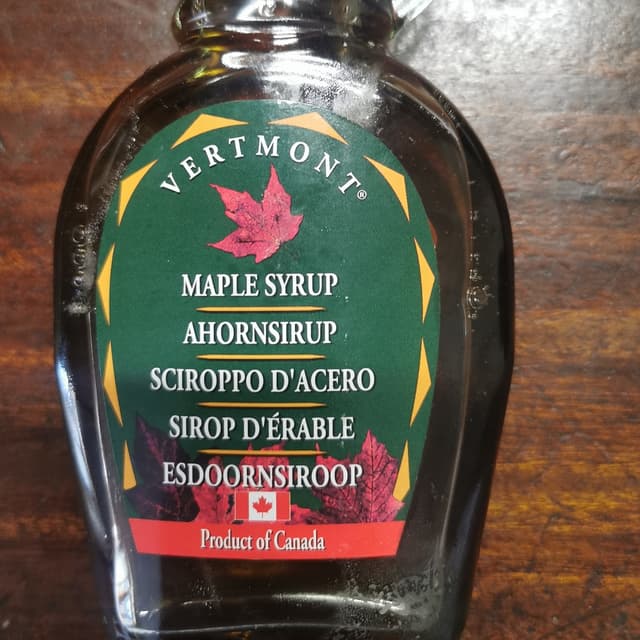 VERTMONT®
MAPLE SYRUP
AHORNSIRUP
SCIROPPO D'ACERO
SIROP D'ÉRABLE
ESDOORNSIROOP
Product of Canada